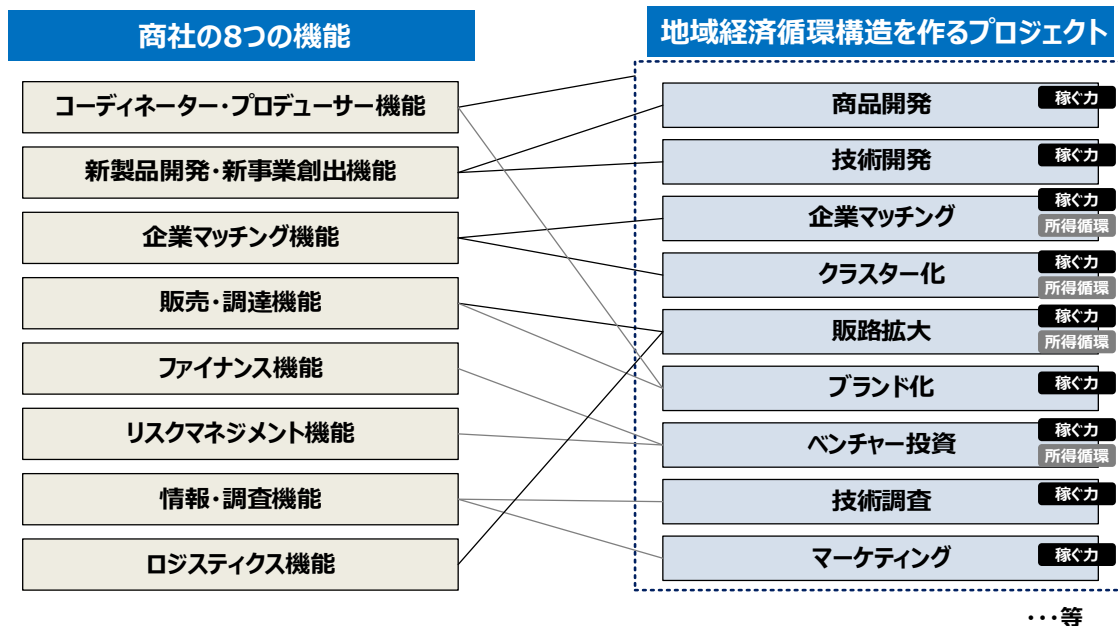 商社の8つの機能
コーディネーター・プロデューサー機能
新製品開発・新事業創出機能
企業マッチング機能
販売・調達機能
ファイナンス機能
リスクマネジメント機能
情報・調査機能
ロジスティクス機能
地域経済循環構造を作るプロジェクト
商品開発
稼ぐ力
技術開発
稼ぐ力
企業マッチング
稼ぐ力
所得循環
クラスター化
稼ぐ力
所得循環
販路拡大
稼ぐ力
所得循環
ブランド化
稼ぐ力
ベンチャー投資
稼ぐ力
所得循環
技術調査
稼ぐ力
マーケティング
稼ぐ力
・・・等